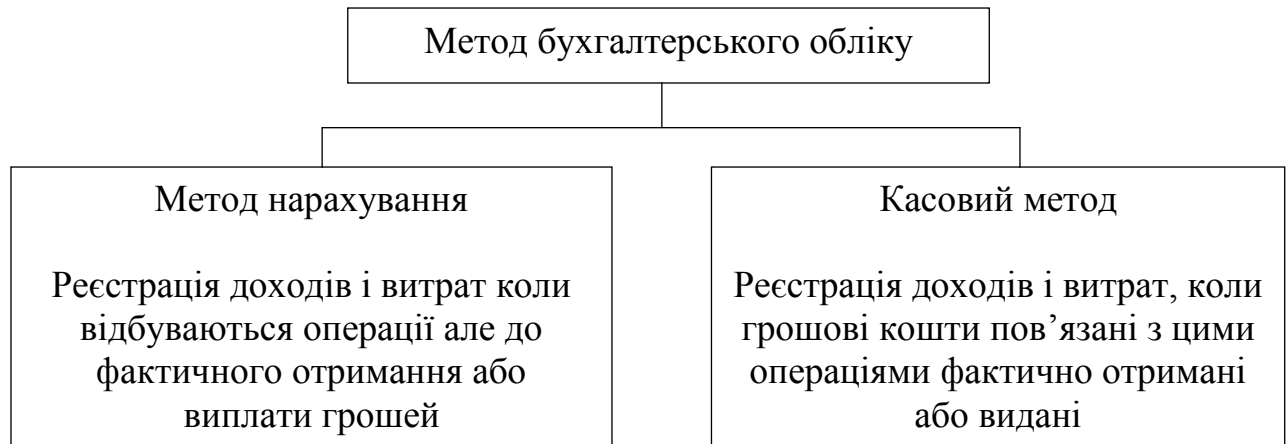 Метод бухгалтерського обліку
Метод нарахування
Реєстрація доходів і витрат коли
відбуваються операції але до
фактичного отримання або
виплати грошей
Касовий метод
Реєстрація доходів і витрат, коли
грошові кошти пов’язані з цими
операціями фактично отримані
або видані